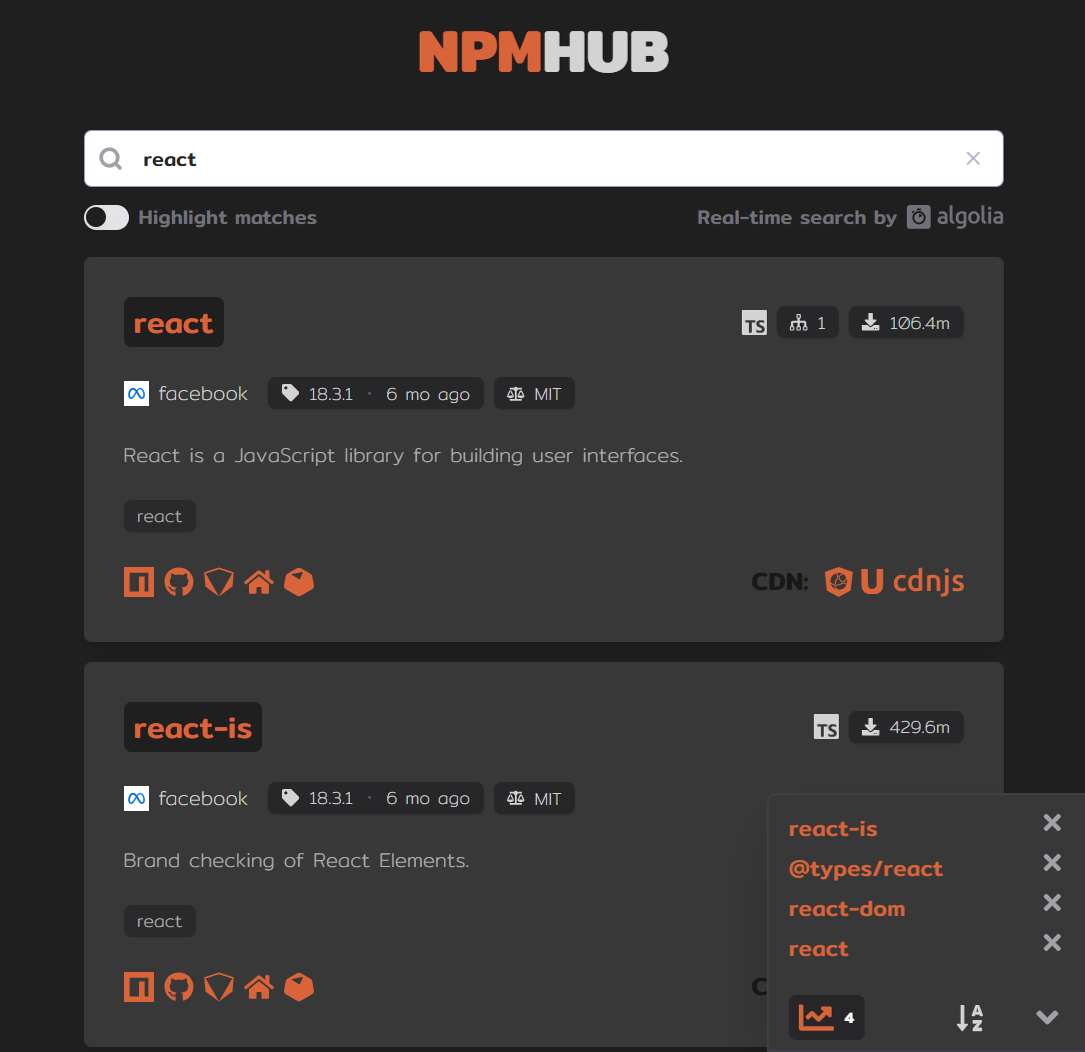 NPMHUB
react
Highlight matches
Real-time search by algolia
react
TS 1 106.4m
facebook 18.3.1 · 6 mo ago MIT
React is a JavaScript library for building user interfaces.
react
CDN: U cdnjs
react-is
TS 429.6m
facebook 18.3.1 · 6 mo ago MIT
Brand checking of React Elements.
react
C
react-is
@types/react
react-dom
react
4
A
Z